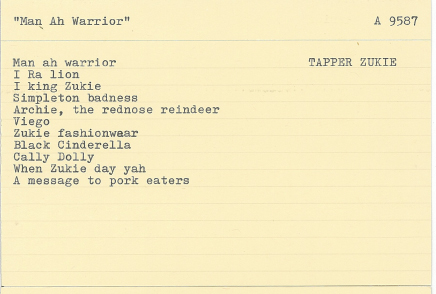 "Man Ah Warrior" A 9587
Man ah warrior TAPPER ZUKIE
I Ra lion
I king Zukie
Simpleton badness
Archie, the rednose reindeer
Viego
Zukie fashionwear
Black Cinderella
Cally Dolly
When Zukie day yah
A message to pork eaters